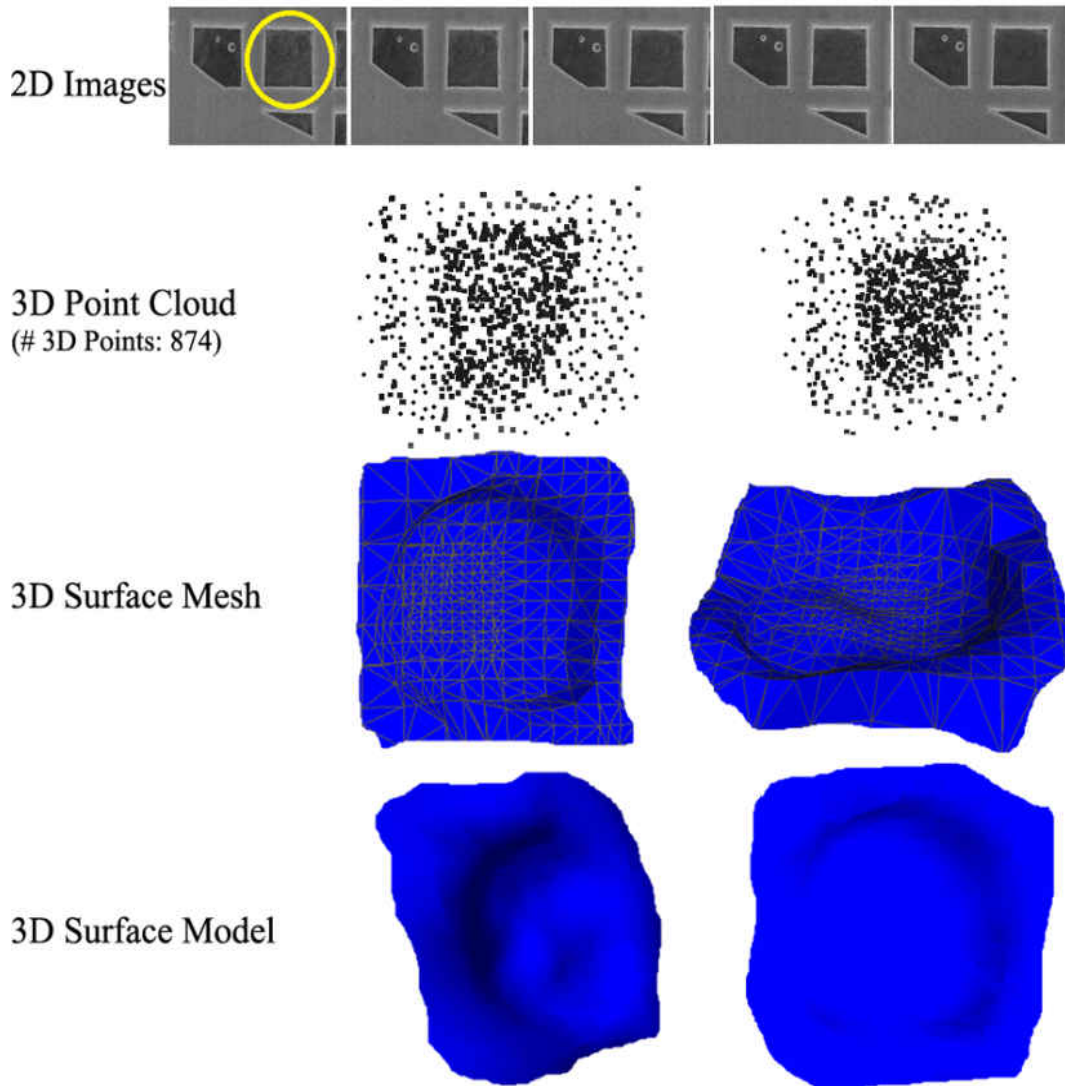 2D Images
3D Point Cloud
(# 3D Points: 874)
3D Surface Mesh
3D Surface Model